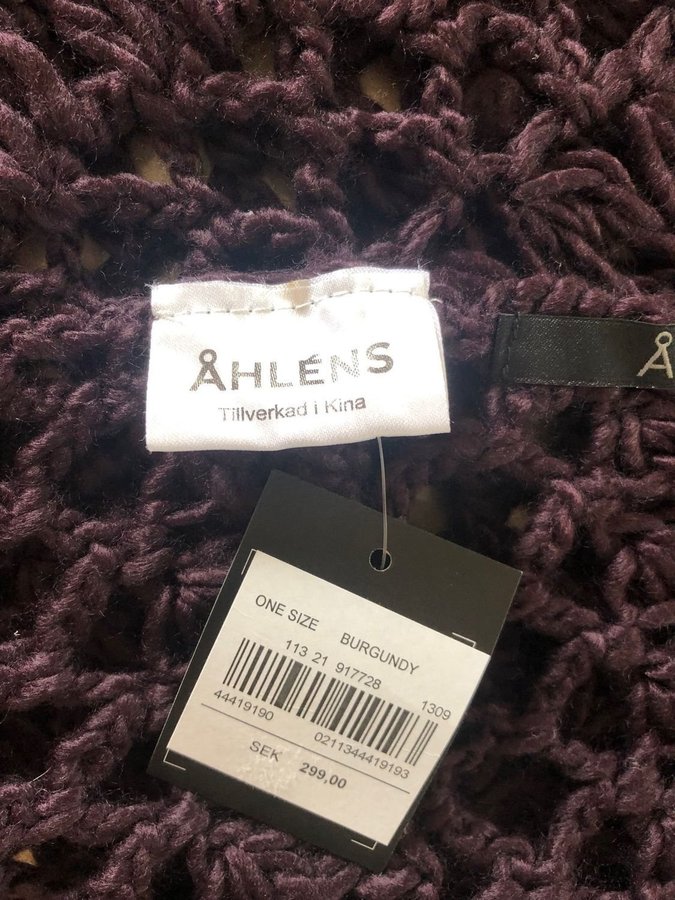 ÅHLÉNS
Tillverkad i Kina
Å
ONE SIZE BURGUNDY
113 21 917728
1309
44419190
0211344419193
SEK 299,00